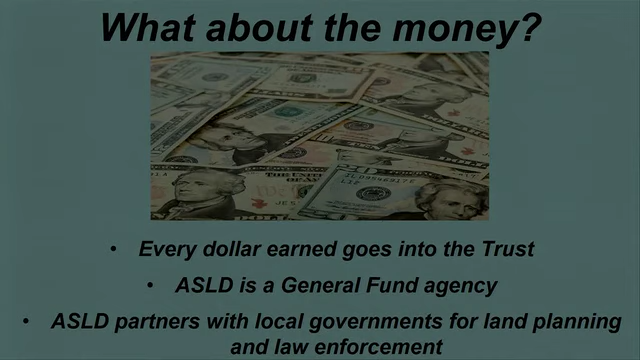 What about the money?
• Every dollar earned goes into the Trust
• ASLD is a General Fund agency
• ASLD partners with local governments for land planning
and law enforcement